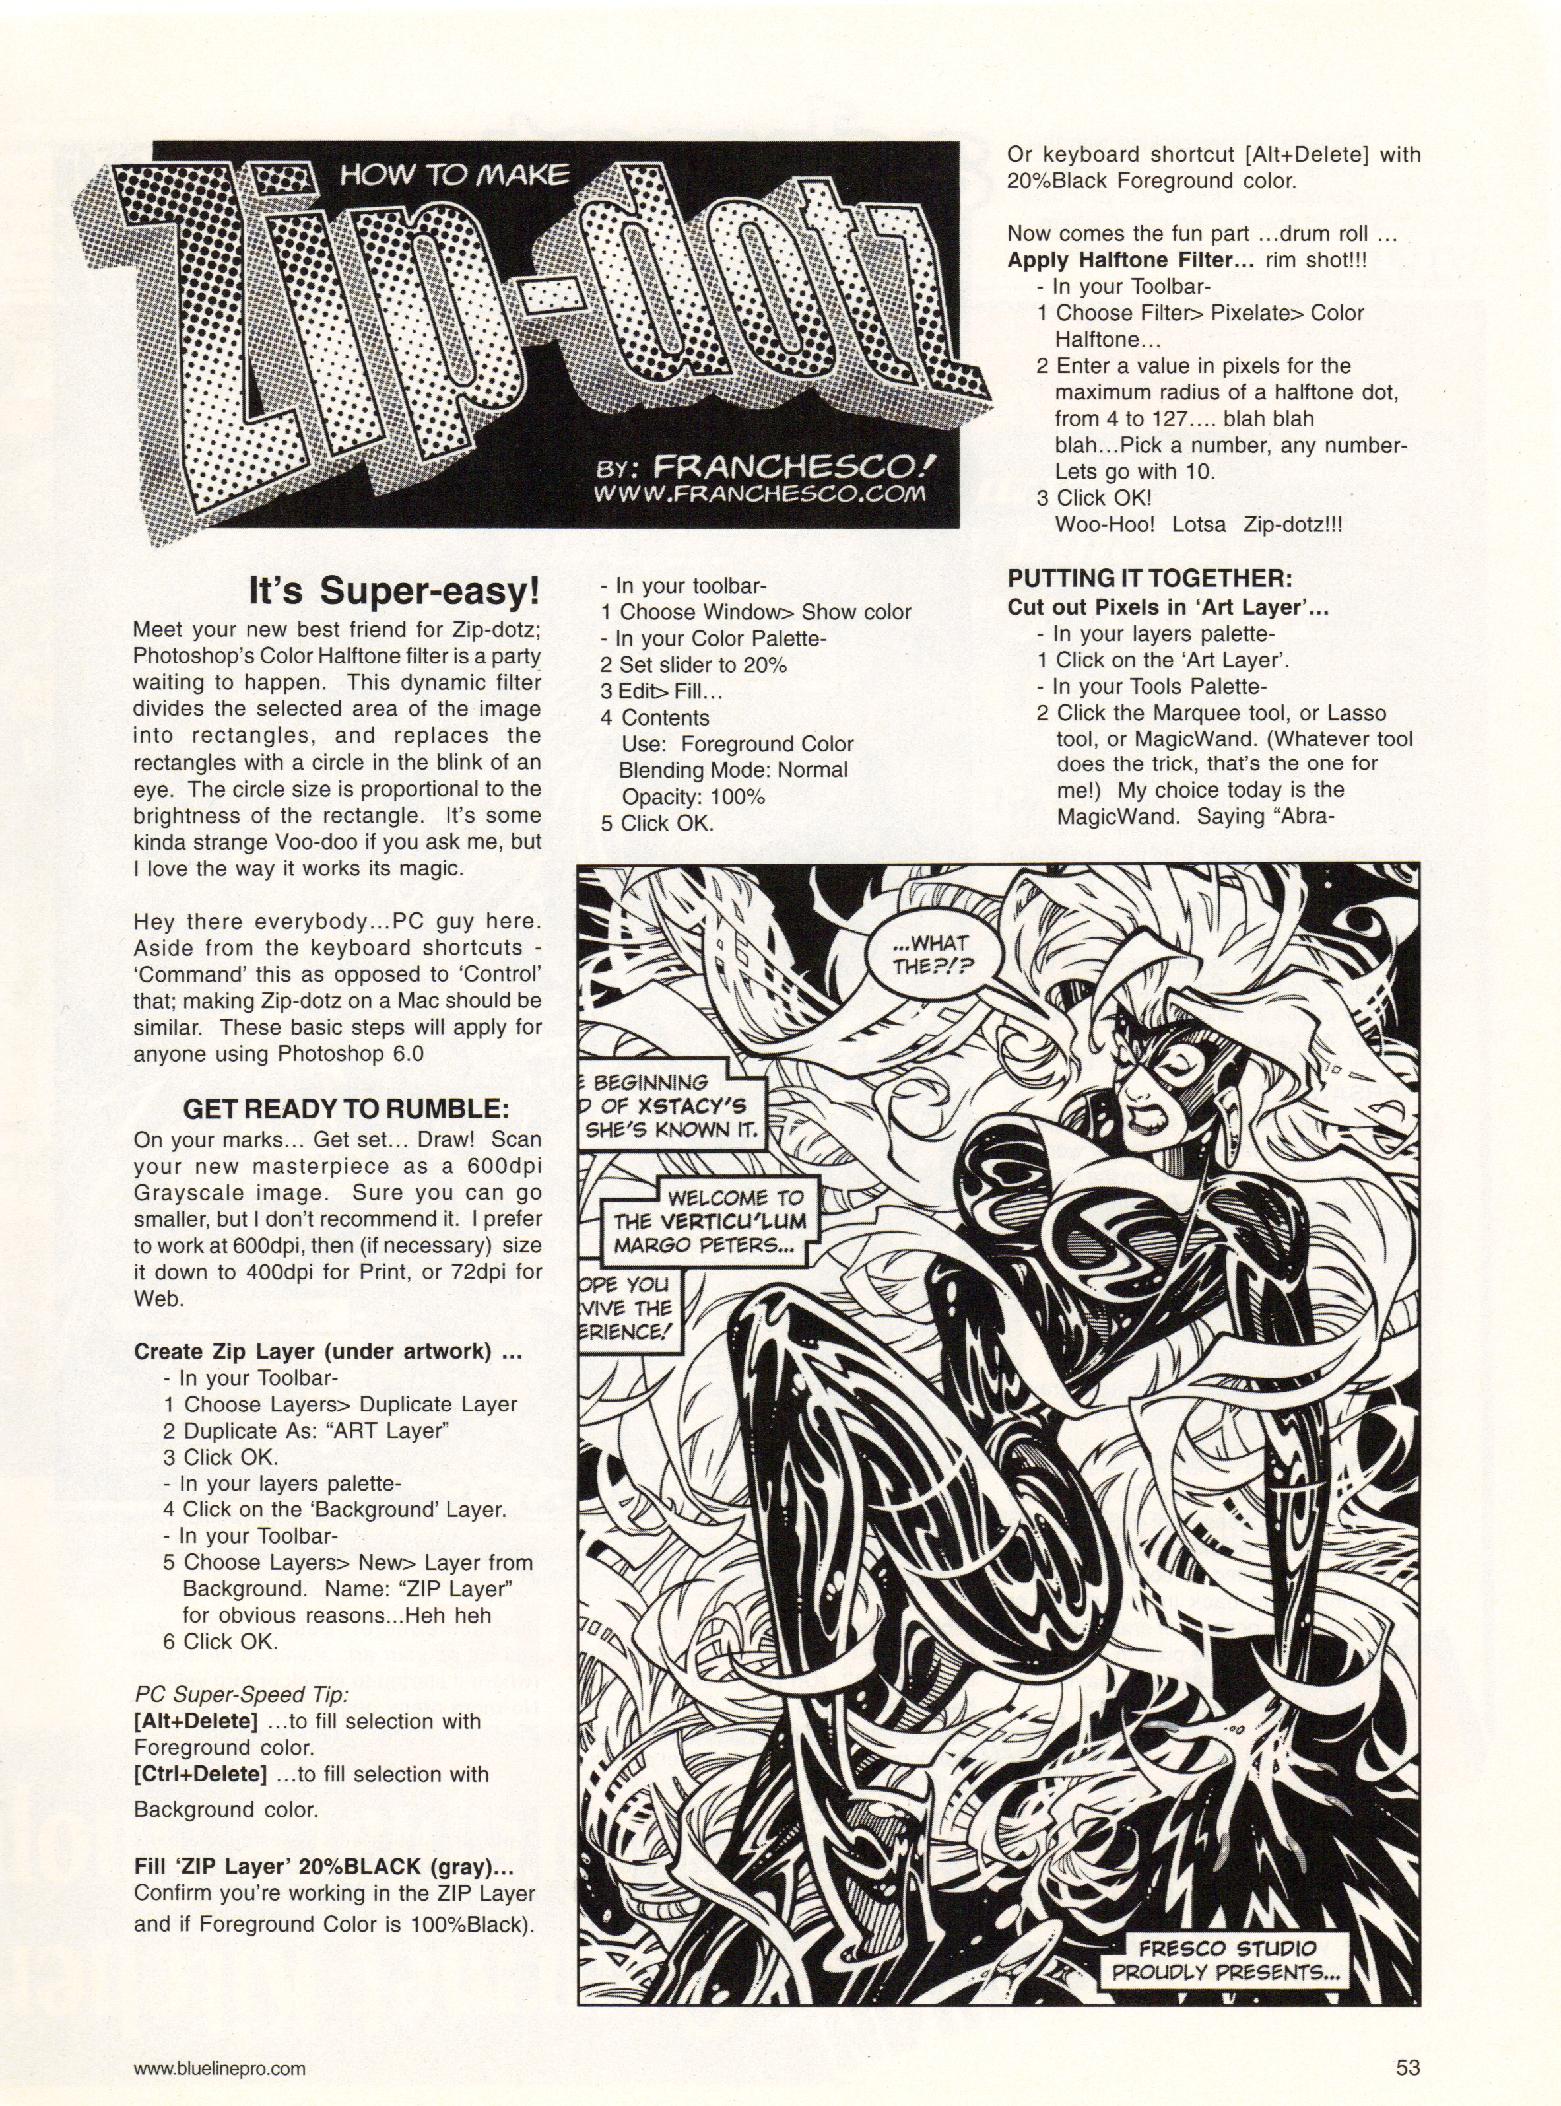 HOW TO MAKE
Zip-dotz
BY: FRANCHESCO!
WWW.FRANCHESCO.COM
It's Super-easy!
Meet your new best friend for Zip-dotz;
Photoshop's Color Halftone filter is a party
waiting to happen. This dynamic filter
divides the selected area of the image
into rectangles, and replaces the
rectangles with a circle in the blink of an
eye. The circle size is proportional to the
brightness of the rectangle. It's some
kinda strange Voo-doo if you ask me, but
I love the way it works its magic.
Hey there everybody...PC guy here.
Aside from the keyboard shortcuts -
'Command' this as opposed to 'Control'
that; making Zip-dotz on a Mac should be
similar. These basic steps will apply for
anyone using Photoshop 6.0
GET READY TO RUMBLE:
On your marks... Get set... Draw! Scan
your new masterpiece as a 600dpi
Grayscale image. Sure you can go
smaller, but I don't recommend it. I prefer
to work at 600dpi, then (if necessary) size
it down to 400dpi for Print, or 72dpi for
Web.
Create Zip Layer (under artwork) ...
- In your Toolbar-
1 Choose Layers> Duplicate Layer
2 Duplicate As: “ART Layer”
3 Click OK.
- In your layers palette-
4 Click on the ‘Background’ Layer.
- In your Toolbar-
5 Choose Layers> New> Layer from
Background. Name: “ZIP Layer”
for obvious reasons...Heh heh
6 Click OK.
PC Super-Speed Tip:
[Alt+Delete] ...to fill selection with
Foreground color.
[Ctrl+Delete] ...to fill selection with
Background color.
Fill ‘ZIP Layer’ 20%BLACK (gray)...
Confirm you're working in the ZIP Layer
and if Foreground Color is 100%Black).
- In your toolbar-
1 Choose Window> Show color
- In your Color Palette-
2 Set slider to 20%
3 Edit> Fill...
4 Contents
Use: Foreground Color
Blending Mode: Normal
Opacity: 100%
5 Click OK.
Or keyboard shortcut [Alt+Delete] with
20%Black Foreground color.
Now comes the fun part ...drum roll ...
Apply Halftone Filter... rim shot!!!
- In your Toolbar-
1 Choose Filter> Pixelate> Color
Halftone...
2 Enter a value in pixels for the
maximum radius of a halftone dot,
from 4 to 127.... blah blah
blah...Pick a number, any number-
Lets go with 10.
3 Click OK!
Woo-Hoo! Lotsa Zip-dotz!!!
PUTTING IT TOGETHER:
Cut out Pixels in ‘Art Layer’...
- In your layers palette-
1 Click on the ‘Art Layer’.
- In your Tools Palette-
2 Click the Marquee tool, or Lasso
tool, or MagicWand. (Whatever tool
does the trick, that's the one for
me!) My choice today is the
MagicWand. Saying “Abra-
...WHAT
THE?!?
BEGINNING
OF XSTACY'S
SHE'S KNOWN IT.
WELCOME TO
THE VERTICU'LUM
MARGO PETERS...
OPE YOU
VIVE THE
ERIENCE!
FRESCO STUDIO
PROUDLY PRESENTS...
www.bluelinepro.com
53